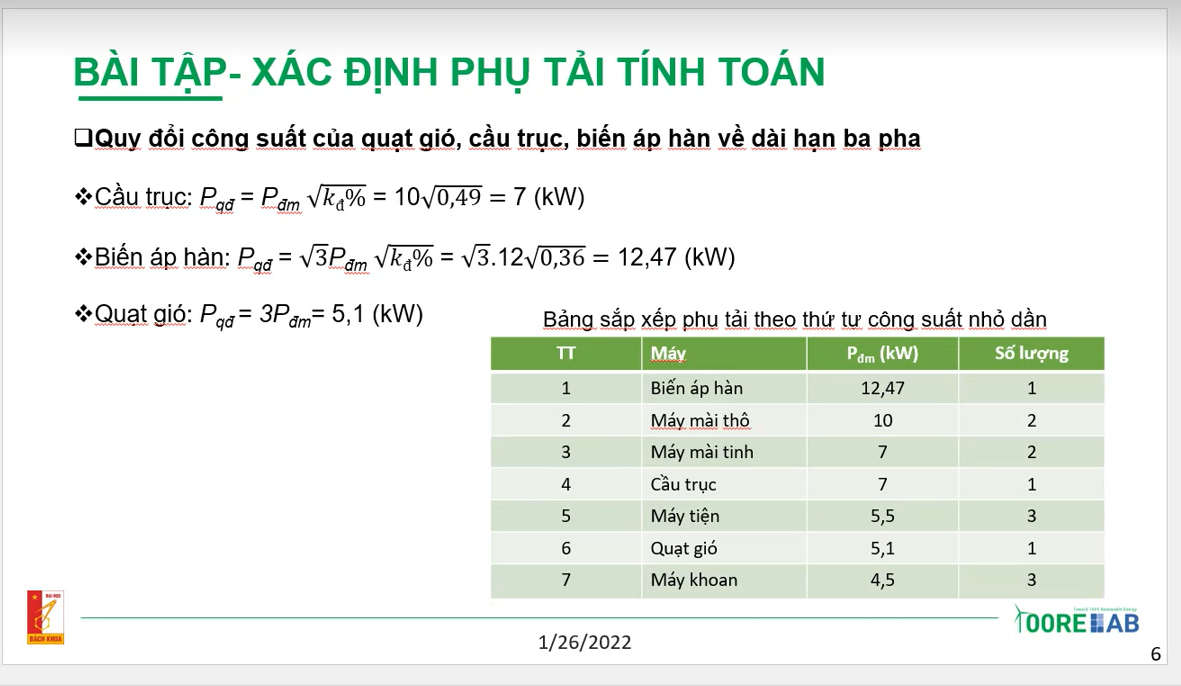 BÀI TẬP- XÁC ĐỊNH PHỤ TẢI TÍNH TOÁN
❑Quy đổi công suất của quạt gió, cầu trục, biến áp hàn về dài hạn ba pha
❖Cầu trục: Pqđ = Pđm √kđ% = 10√0,49 = 7 (kW)
❖Biến áp hàn: Pqđ = √3Pđm √kđ% = √3.12√0,36 = 12,47 (kW)
❖Quạt gió: Pqđ = 3Pđm= 5,1 (kW)
Bảng sắp xếp phụ tải theo thứ tự công suất nhỏ dần
TT Máy Pđm (kW) Số lượng
1 Biến áp hàn 12,47 1
2 Máy mài thô 10 2
3 Máy mài tinh 7 2
4 Cầu trục 7 1
5 Máy tiện 5,5 3
6 Quạt gió 5,1 1
7 Máy khoan 4,5 3
ĐẠI HỌC
BÁCH KHOA
Toward 100% Renewable Energy
TOORELAB
1/26/2022
6